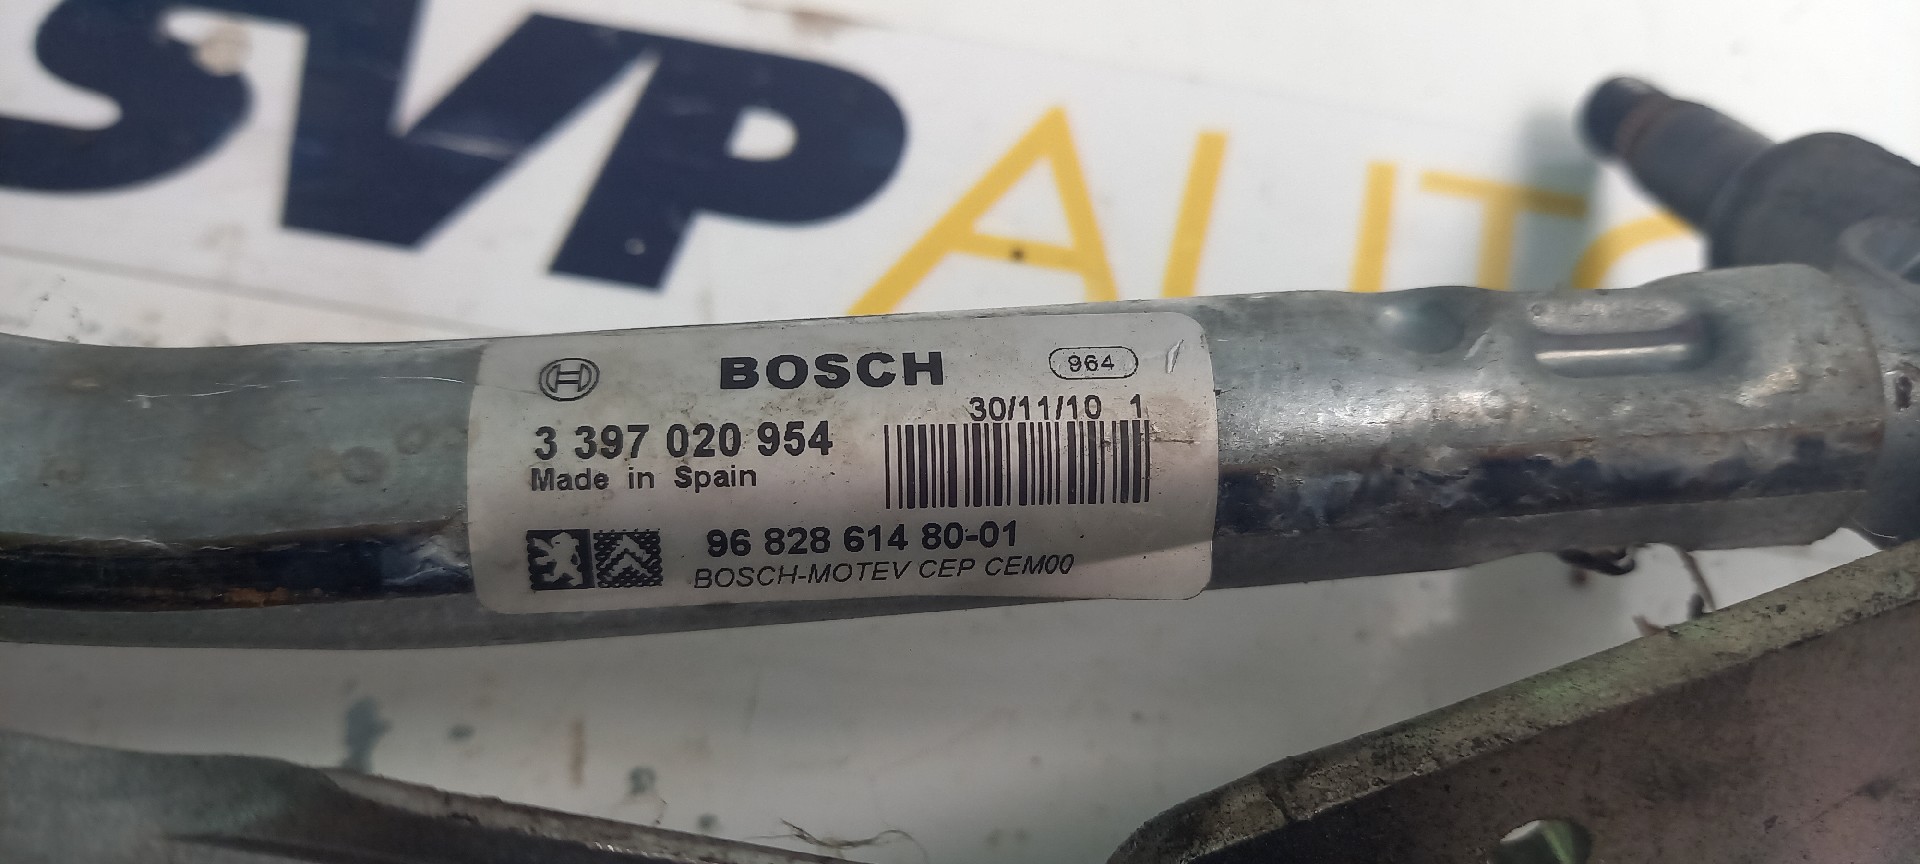 SVP AUTO
BOSCH 964
30/11/10 1
3 397 020 954
Made in Spain
96 828 614 80-01
BOSCH-MOTEV CEP CEM00